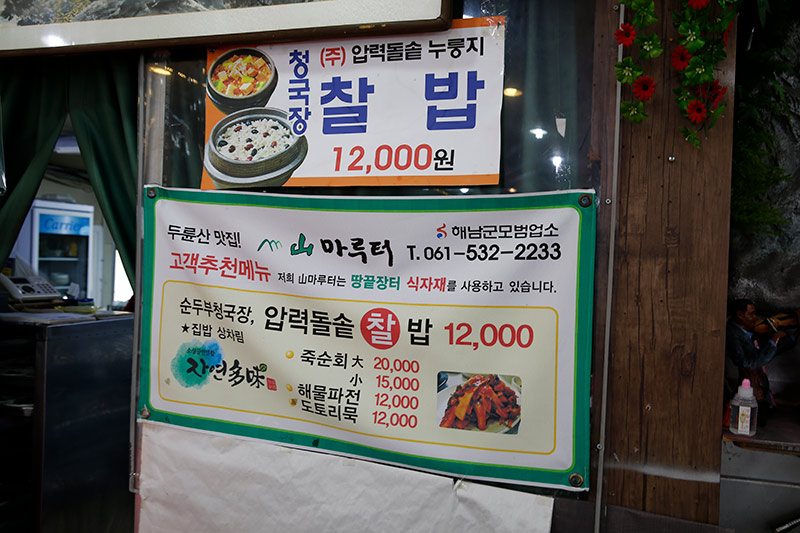 청국장
(주) 압력돌솥 누룽지
찰 밥
12,000원
두륜산 맛집!
山 마루터
해남군모범업소
T. 061-532-2233
고객추천메뉴
저희 山마루터는 땅끝장터 식자재를 사용하고 있습니다.
순두부청국장, 압력돌솥 찰 밥 12,000
★집밥 상차림
자연多味
죽순회 大 20,000
小 15,000
해물파전 12,000
도토리묵 12,000
Carrier